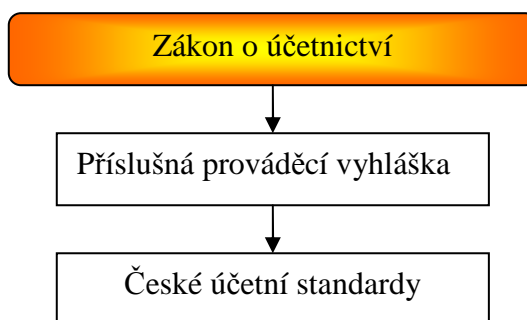 Zákon o účetnictví
Příslušná prováděcí vyhláška
České účetní standardy